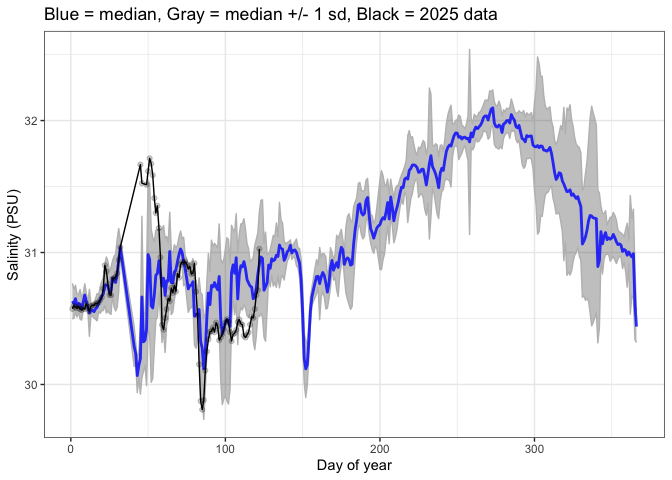 Blue = median, Gray = median +/- 1 sd, Black = 2025 data
Salinity (PSU)
32
31
30
0 100 200 300
Day of year